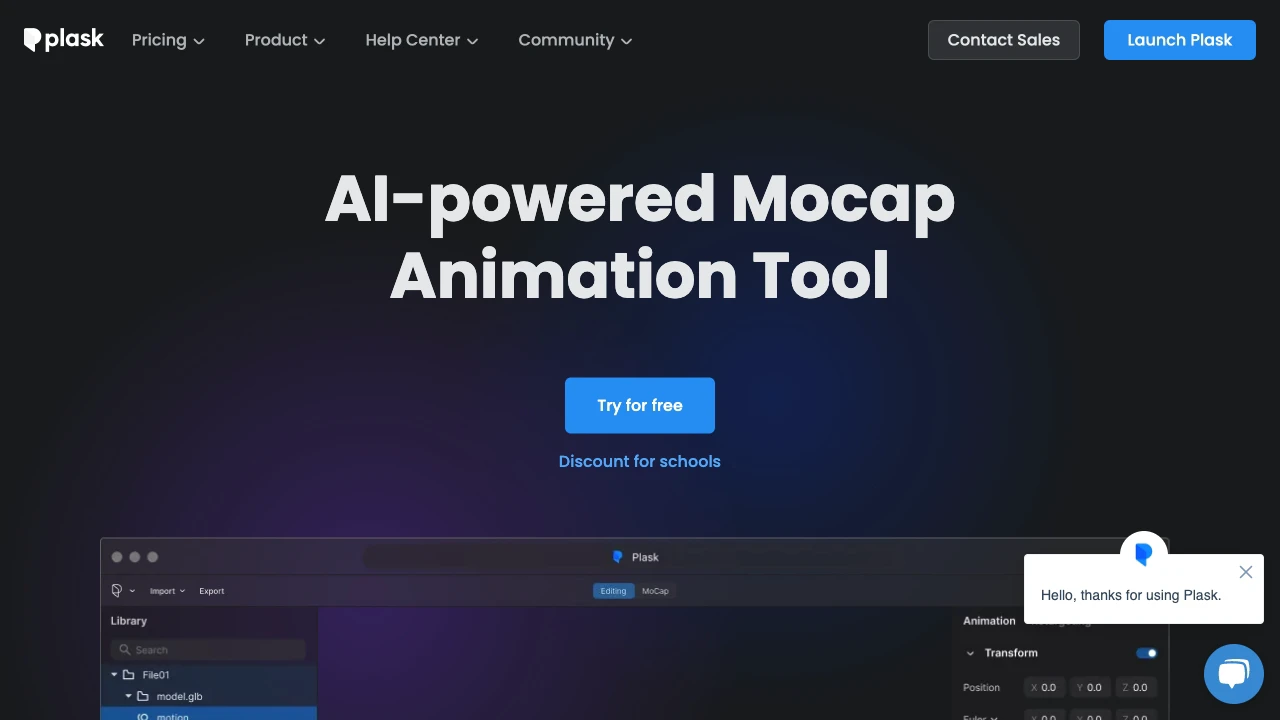 plask
Pricing
Product
Help Center
Community
Contact Sales
Launch Plask
AI-powered Mocap
Animation Tool
Try for free
Discount for schools
Plask
Import
Export
Editing
MoCap
Library
Search
File01
model.glb
motion
Animation
Transform
Position
X 0.0
Y 0.0
Z 0.0
Euler
X 0.0
Y 0.0
Z 0.0
Hello, thanks for using Plask.